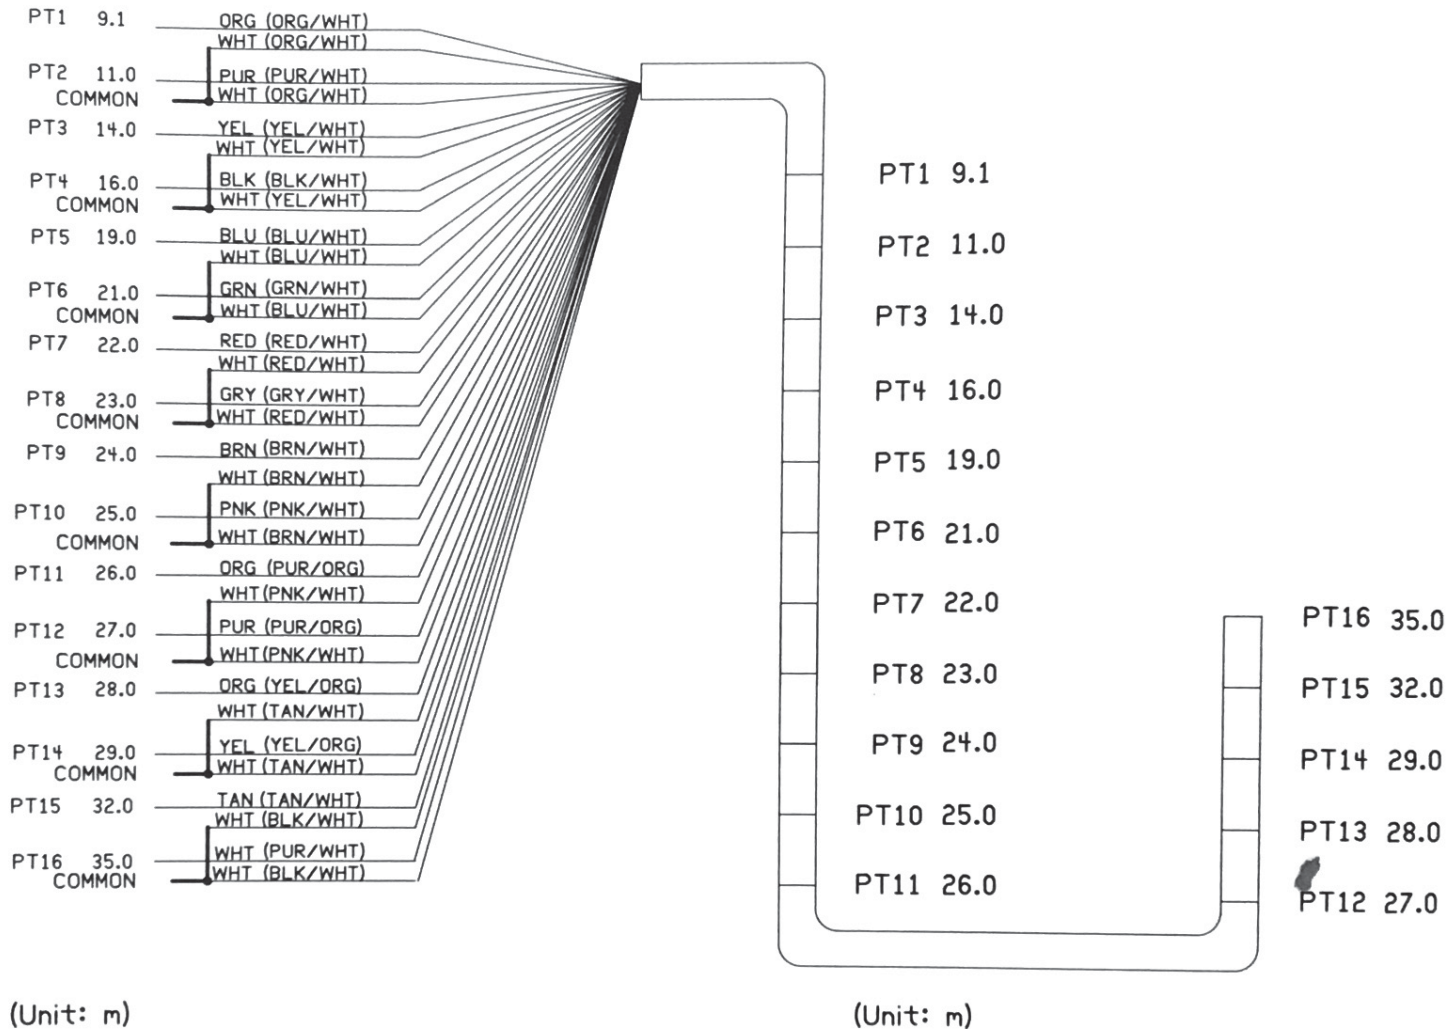 PT1 9.1 ORG (ORG/WHT)
WHT (ORG/WHT)
PT2 11.0 PUR (PUR/WHT)
COMMON WHT (ORG/WHT)
PT3 14.0 YEL (YEL/WHT)
WHT (YEL/WHT)
PT4 16.0 BLK (BLK/WHT)
COMMON WHT (YEL/WHT)
PT5 19.0 BLU (BLU/WHT)
WHT (BLU/WHT)
PT6 21.0 GRN (GRN/WHT)
COMMON WHT (BLU/WHT)
PT7 22.0 RED (RED/WHT)
WHT (RED/WHT)
PT8 23.0 GRY (GRY/WHT)
COMMON WHT (RED/WHT)
PT9 24.0 BRN (BRN/WHT)
WHT (BRN/WHT)
PT10 25.0 PNK (PNK/WHT)
COMMON WHT (BRN/WHT)
PT11 26.0 ORG (PUR/ORG)
WHT (PNK/WHT)
PT12 27.0 PUR (PUR/ORG)
COMMON WHT (PNK/WHT)
PT13 28.0 ORG (YEL/ORG)
WHT (TAN/WHT)
PT14 29.0 YEL (YEL/ORG)
COMMON WHT (TAN/WHT)
PT15 32.0 TAN (TAN/WHT)
WHT (BLK/WHT)
PT16 35.0 WHT (PUR/WHT)
COMMON WHT (BLK/WHT)
(Unit: m)
PT1 9.1
PT2 11.0
PT3 14.0
PT4 16.0
PT5 19.0
PT6 21.0
PT7 22.0
PT8 23.0
PT9 24.0
PT10 25.0
PT11 26.0
PT16 35.0
PT15 32.0
PT14 29.0
PT13 28.0
PT12 27.0
(Unit: m)